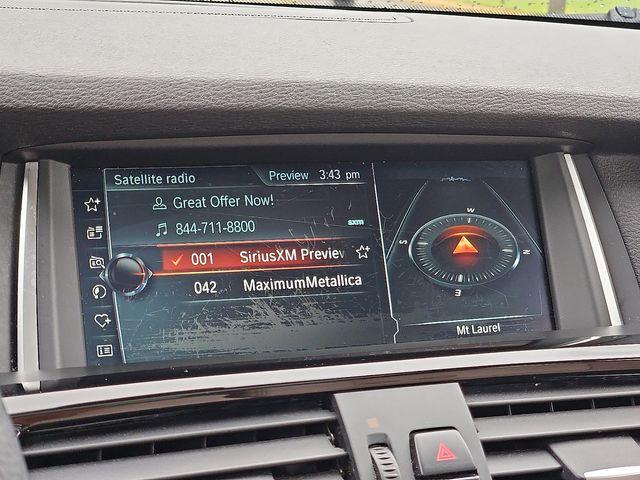 Satellite radio
Preview 3:43 pm
Great Offer Now!
844-711-8800
sxm
001 SiriusXM Preview
042 MaximumMetallica
W
S
N
E
Mt Laurel